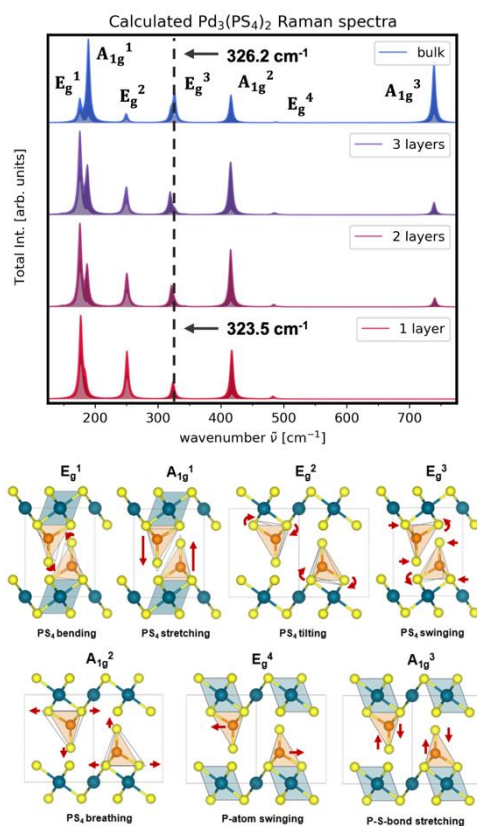 Calculated Pd₃(PS₄)₂ Raman spectra
A₁g¹
326.2 cm⁻¹
bulk
Eg¹
Eg²
Eg³
A₁g²
Eg⁴
A₁g³
3 layers
2 layers
323.5 cm⁻¹
1 layer
Total Int. [arb. units]
200 300 400 500 600 700
wavenumber ṽ [cm⁻¹]
Eg¹ A₁g¹ Eg² Eg³
PS₄ bending PS₄ stretching PS₄ tilting PS₄ swinging
A₁g² Eg⁴ A₁g³
PS₄ breathing P-atom swinging P-S-bond stretching